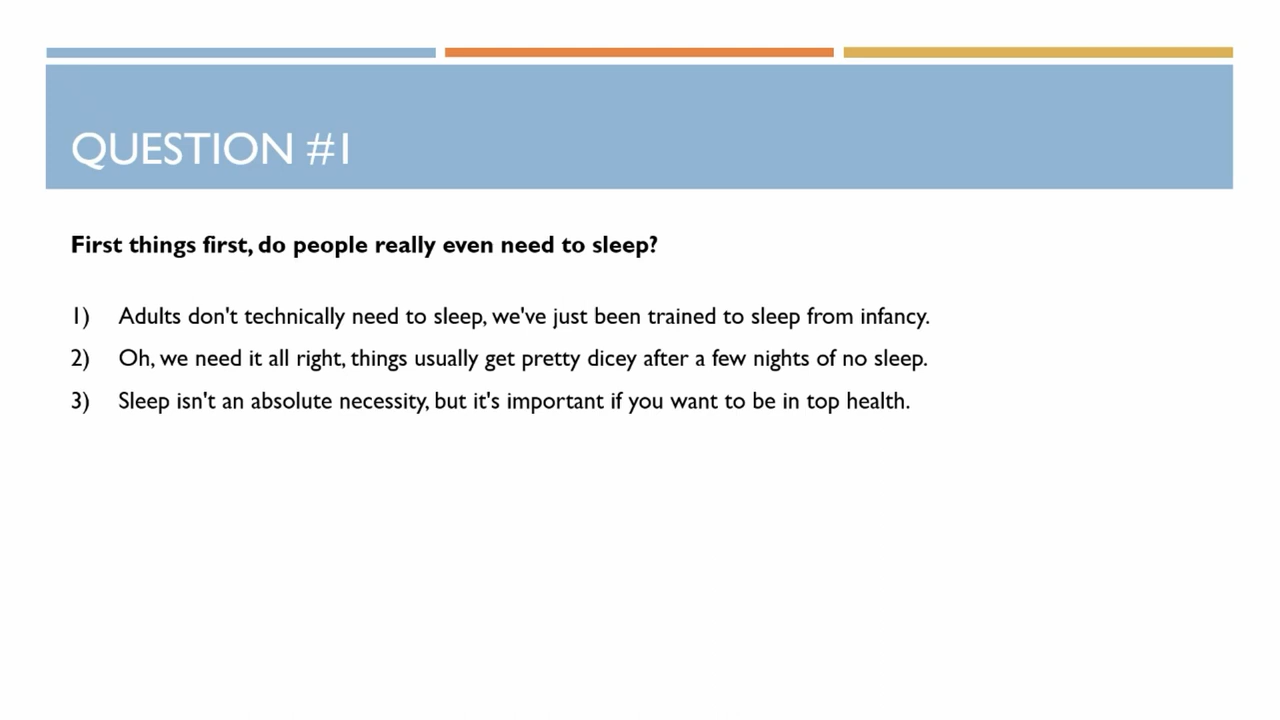 QUESTION #1
First things first, do people really even need to sleep?
1) Adults don't technically need to sleep, we've just been trained to sleep from infancy.
2) Oh, we need it all right, things usually get pretty dicey after a few nights of no sleep.
3) Sleep isn't an absolute necessity, but it's important if you want to be in top health.